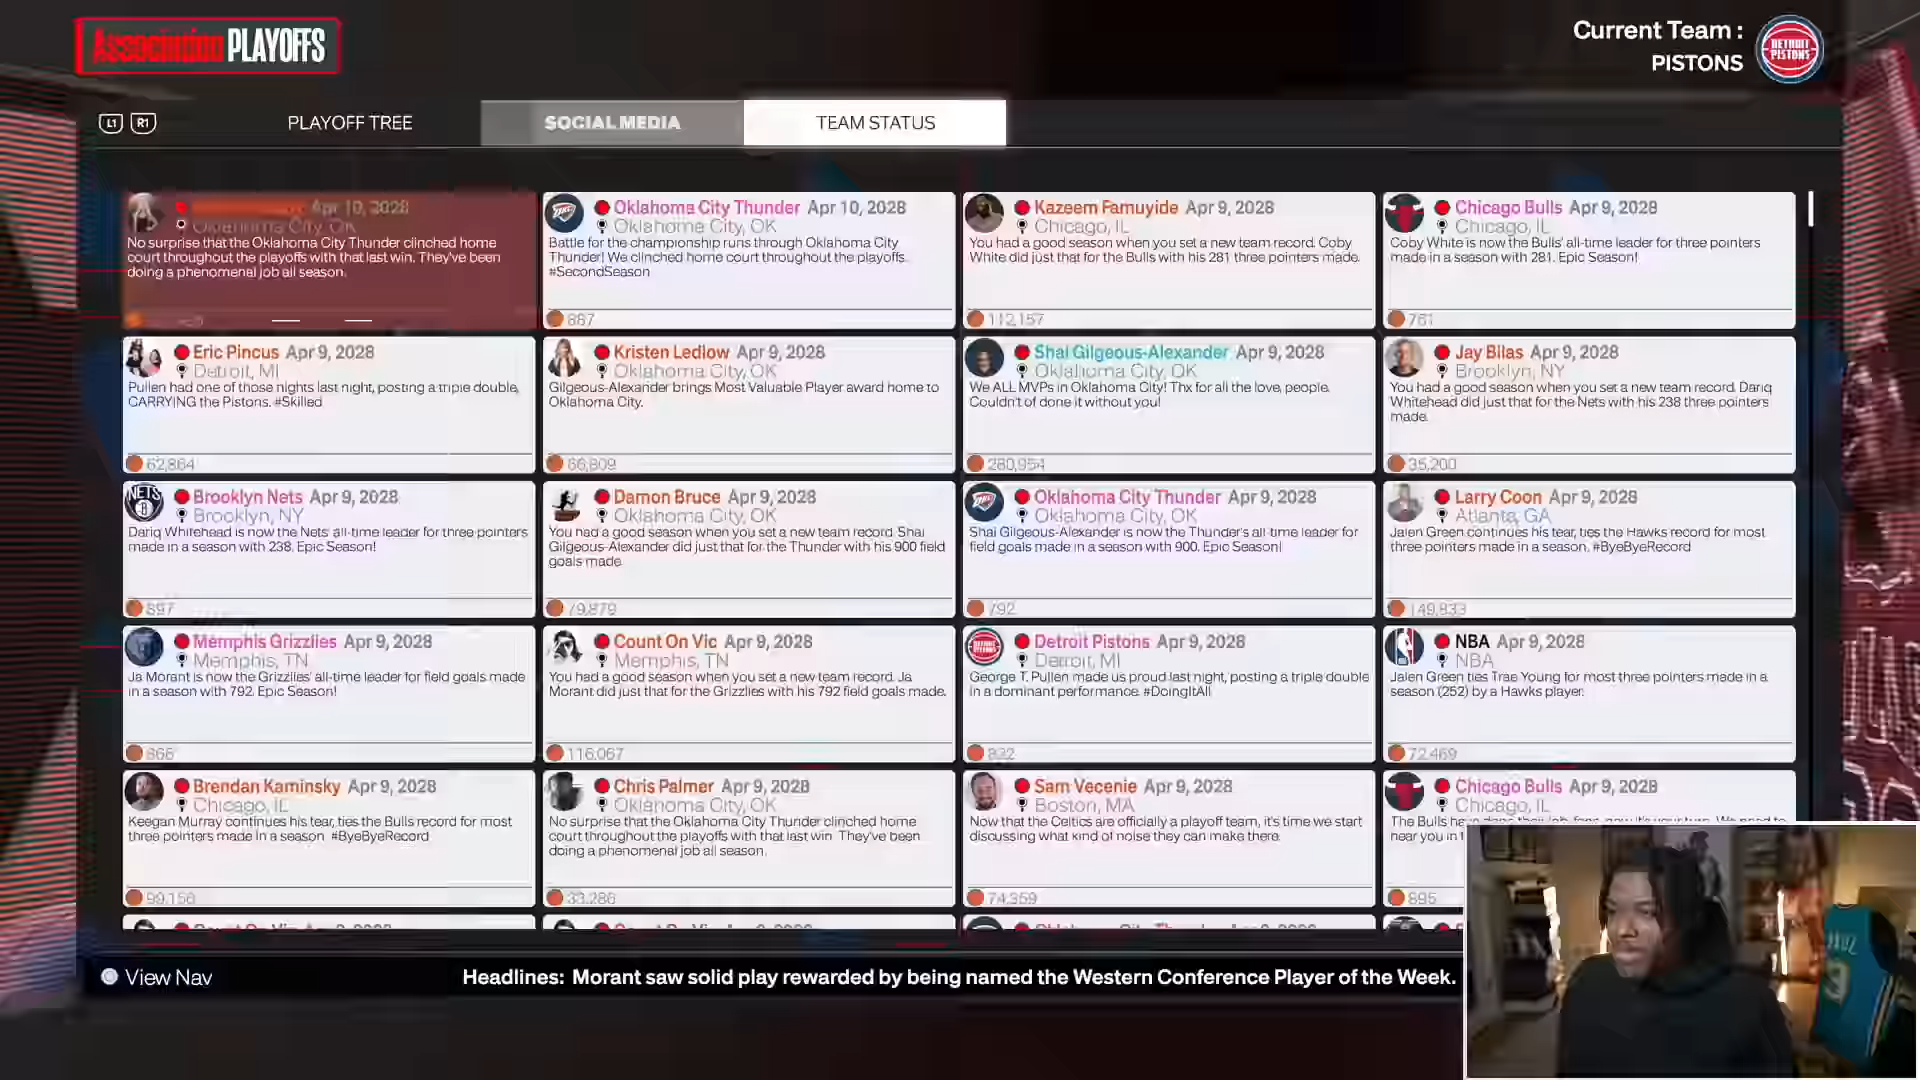 Association PLAYOFFS
Current Team :
PISTONS
DETROIT
PISTONS
L1 R1
PLAYOFF TREE
SOCIAL MEDIA
TEAM STATUS
Apr 10, 2028
Oklahoma City, OK
No surprise that the Oklahoma City Thunder clinched home
court throughout the playoffs with that last win. They've been
doing a phenomenal job all season.
Oklahoma City Thunder Apr 10, 2028
Oklahoma City, OK
Battle for the championship runs through Oklahoma City
Thunder! We clinched home court throughout the playoffs.
#SecondSeason
887
Kazeem Famuyide Apr 9, 2028
Chicago, IL
You had a good season when you set a new team record. Coby
White did just that for the Bulls with his 281 three pointers made.
112,157
Chicago Bulls Apr 9, 2028
Chicago, IL
Coby White is now the Bulls' all-time leader for three pointers
made in a season with 281. Epic Season!
761
Eric Pincus Apr 9, 2028
Detroit, MI
Pullen had one of those nights last night, posting a triple double,
CARRYING the Pistons. #Skilled
62,864
Kristen Ledlow Apr 9, 2028
Oklahoma City, OK
Gilgeous-Alexander brings Most Valuable Player award home to
Oklahoma City.
66,809
Shai Gilgeous-Alexander Apr 9, 2028
Oklahoma City, OK
We ALL MVPs in Oklahoma City! Thx for all the love, people.
Couldn't of done it without you!
280,954
Jay Bilas Apr 9, 2028
Brooklyn, NY
You had a good season when you set a new team record. Dariq
Whitehead did just that for the Nets with his 238 three pointers
made.
35,200
Brooklyn Nets Apr 9, 2028
Brooklyn, NY
Dariq Whitehead is now the Nets' all-time leader for three pointers
made in a season with 238. Epic Season!
897
Damon Bruce Apr 9, 2028
Oklahoma City, OK
You had a good season when you set a new team record. Shai
Gilgeous-Alexander did just that for the Thunder with his 900 field
goals made.
79,879
Oklahoma City Thunder Apr 9, 2028
Oklahoma City, OK
Shai Gilgeous-Alexander is now the Thunder's all-time leader for
field goals made in a season with 900. Epic Season!
792
Larry Coon Apr 9, 2028
Atlanta, GA
Jalen Green continues his tear, ties the Hawks record for most
three pointers made in a season. #ByeByeRecord
149,833
Memphis Grizzlies Apr 9, 2028
Memphis, TN
Ja Morant is now the Grizzlies' all-time leader for field goals made
in a season with 792. Epic Season!
866
Count On Vic Apr 9, 2028
Memphis, TN
You had a good season when you set a new team record. Ja
Morant did just that for the Grizzlies with his 792 field goals made.
116,067
Detroit Pistons Apr 9, 2028
Detroit, MI
George T. Pullen made us proud last night, posting a triple double
in a dominant performance. #DoingItAll
832
NBA Apr 9, 2028
NBA
Jalen Green ties Trae Young for most three pointers made in a
season (252) by a Hawks player.
72,469
Brendan Kaminsky Apr 9, 2028
Chicago, IL
Keegan Murray continues his tear, ties the Bulls record for most
three pointers made in a season. #ByeByeRecord
99,156
Chris Palmer Apr 9, 2028
Oklahoma City, OK
No surprise that the Oklahoma City Thunder clinched home
court throughout the playoffs with that last win. They've been
doing a phenomenal job all season.
33,286
Sam Vecenie Apr 9, 2028
Boston, MA
Now that the Celtics are officially a playoff team, it's time we start
discussing what kind of noise they can make there.
74,359
Chicago Bulls Apr 9, 2028
Chicago, IL
The Bulls have done their job, fans, now it's your turn. We need to
hear you in
895
View Nav
Headlines: Morant saw solid play rewarded by being named the Western Conference Player of the Week.